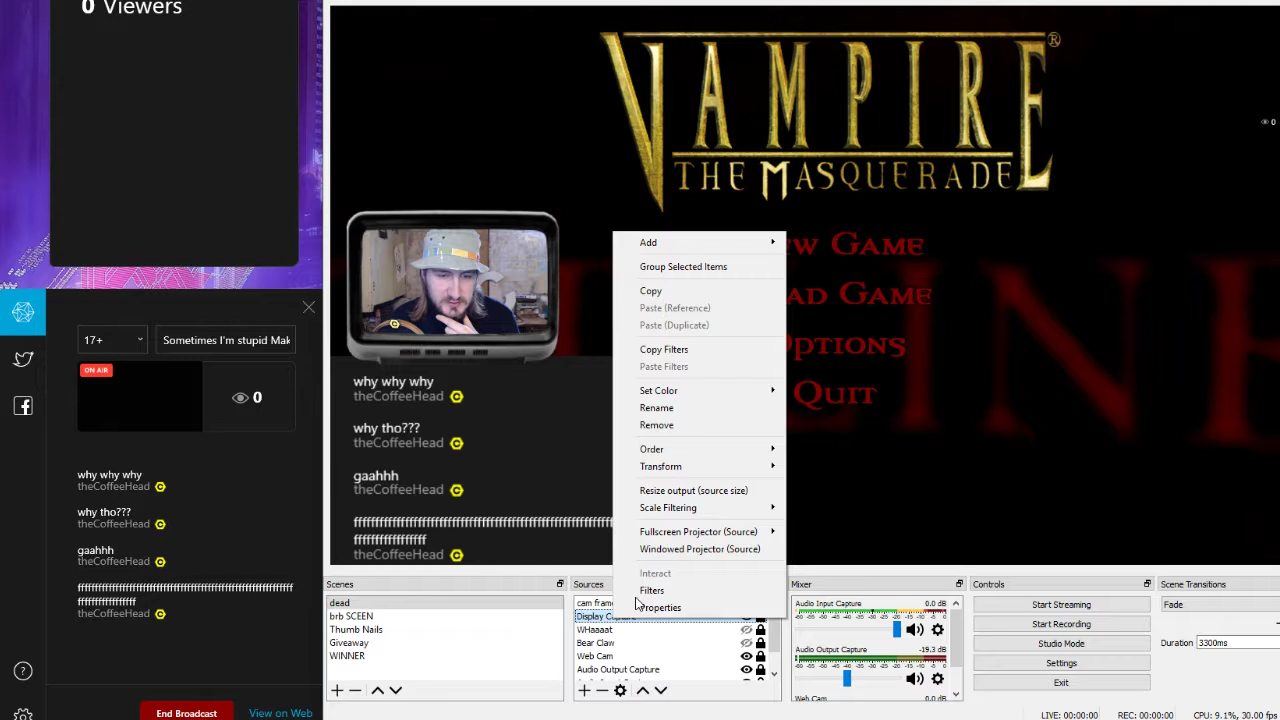 0 Viewers
17+
Sometimes I'm stupid Mak
ON AIR
0
why why why
theCoffeeHead
why tho???
theCoffeeHead
gaahhh
theCoffeeHead
theCoffeeHead
End Broadcast
View on Web
VAMPIRE®
THE MASQUERADE
0
ew Game
ad Game
ptions
Quit
why why why
theCoffeeHead
why tho???
theCoffeeHead
gaahhh
theCoffeeHead
theCoffeeHead
Add
Group Selected Items
Copy
Paste (Reference)
Paste (Duplicate)
Copy Filters
Paste Filters
Set Color
Rename
Remove
Order
Transform
Resize output (source size)
Scale Filtering
Fullscreen Projector (Source)
Windowed Projector (Source)
Interact
Filters
Properties
Scenes
dead
brb SCEEN
Thumb Nails
Giveaway
WINNER
Sources
cam frame
Display Capture
WHaaaat
Bear Claw
Web Cam
Audio Output Capture
Mixer
Audio Input Capture 0.0 dB
Audio Output Capture -19.3 dB
Web Cam
Controls
Start Streaming
Start Recording
Studio Mode
Settings
Exit
Scene Transitions
Fade
Duration 3300ms
LIVE: 00:00:00 REC: 00:00:00 CPU: 9.1%, 30.00 fps